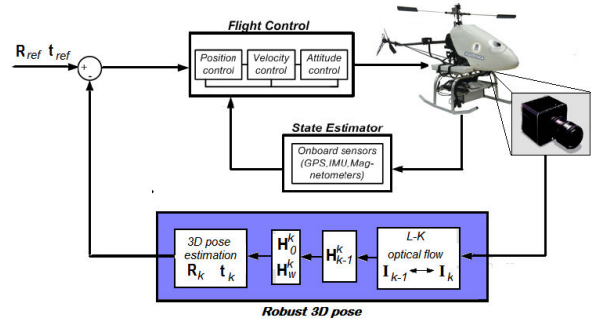 Flight Control
R_ref t_ref
+
-
Position control
Velocity control
Attitude control
State Estimator
Onboard sensors
(GPS,IMU,Mag-
netometers)
3D pose
estimation
R_k t_k
H_0^k
H_w^k
H_k-1^k
L-K
optical flow
I_k-1 ↔ I_k
Robust 3D pose